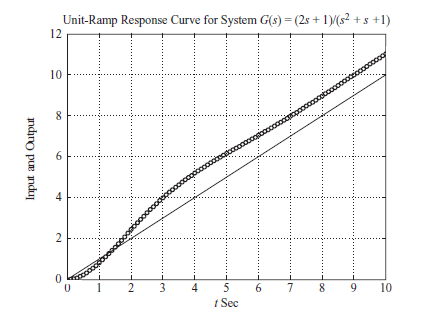 Unit-Ramp Response Curve for System G(s) = (2s + 1)/(s² + s +1)
12
10
8
6
4
2
0
Input and Output
0 1 2 3 4 5 6 7 8 9 10
t Sec